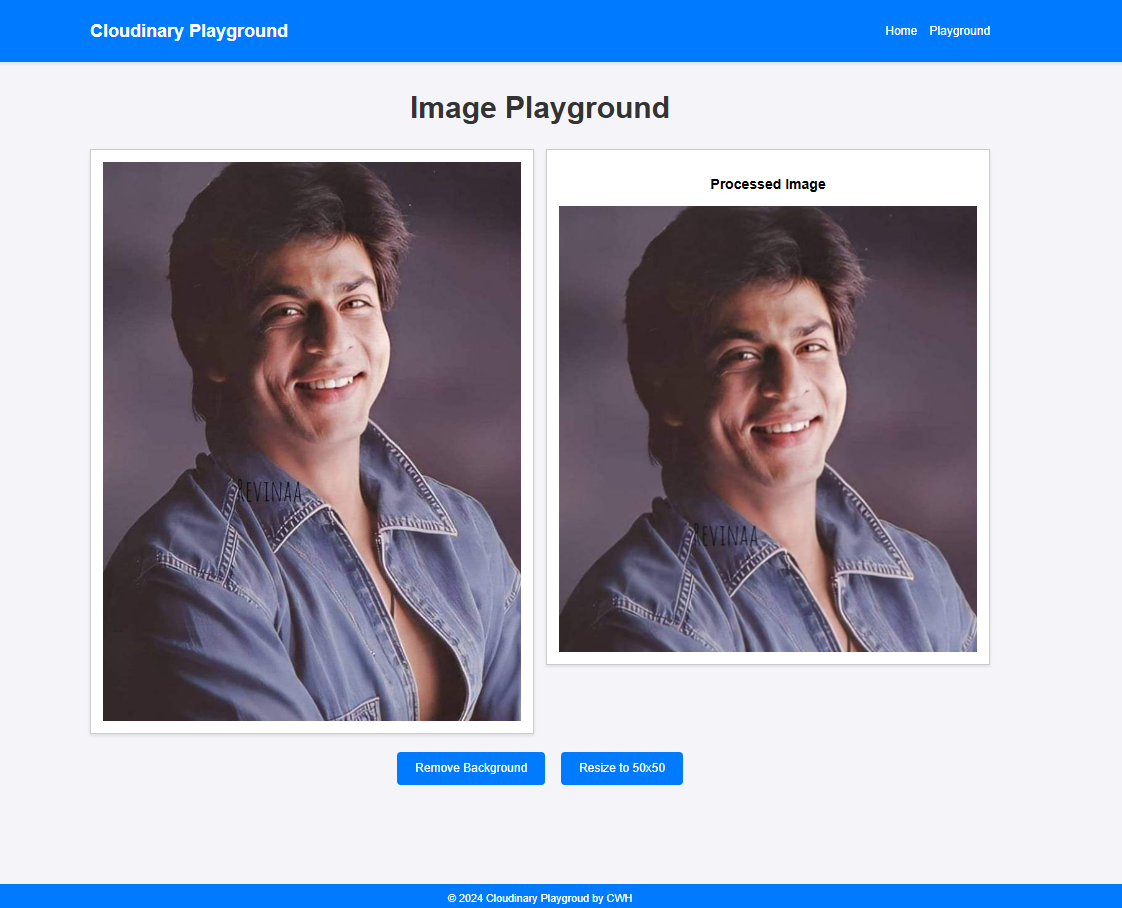 Cloudinary Playground
Home Playground
Image Playground
Processed Image
Revinaa
Revinaa
Remove Background
Resize to 50x50
© 2024 Cloudinary Playgroud by CWH